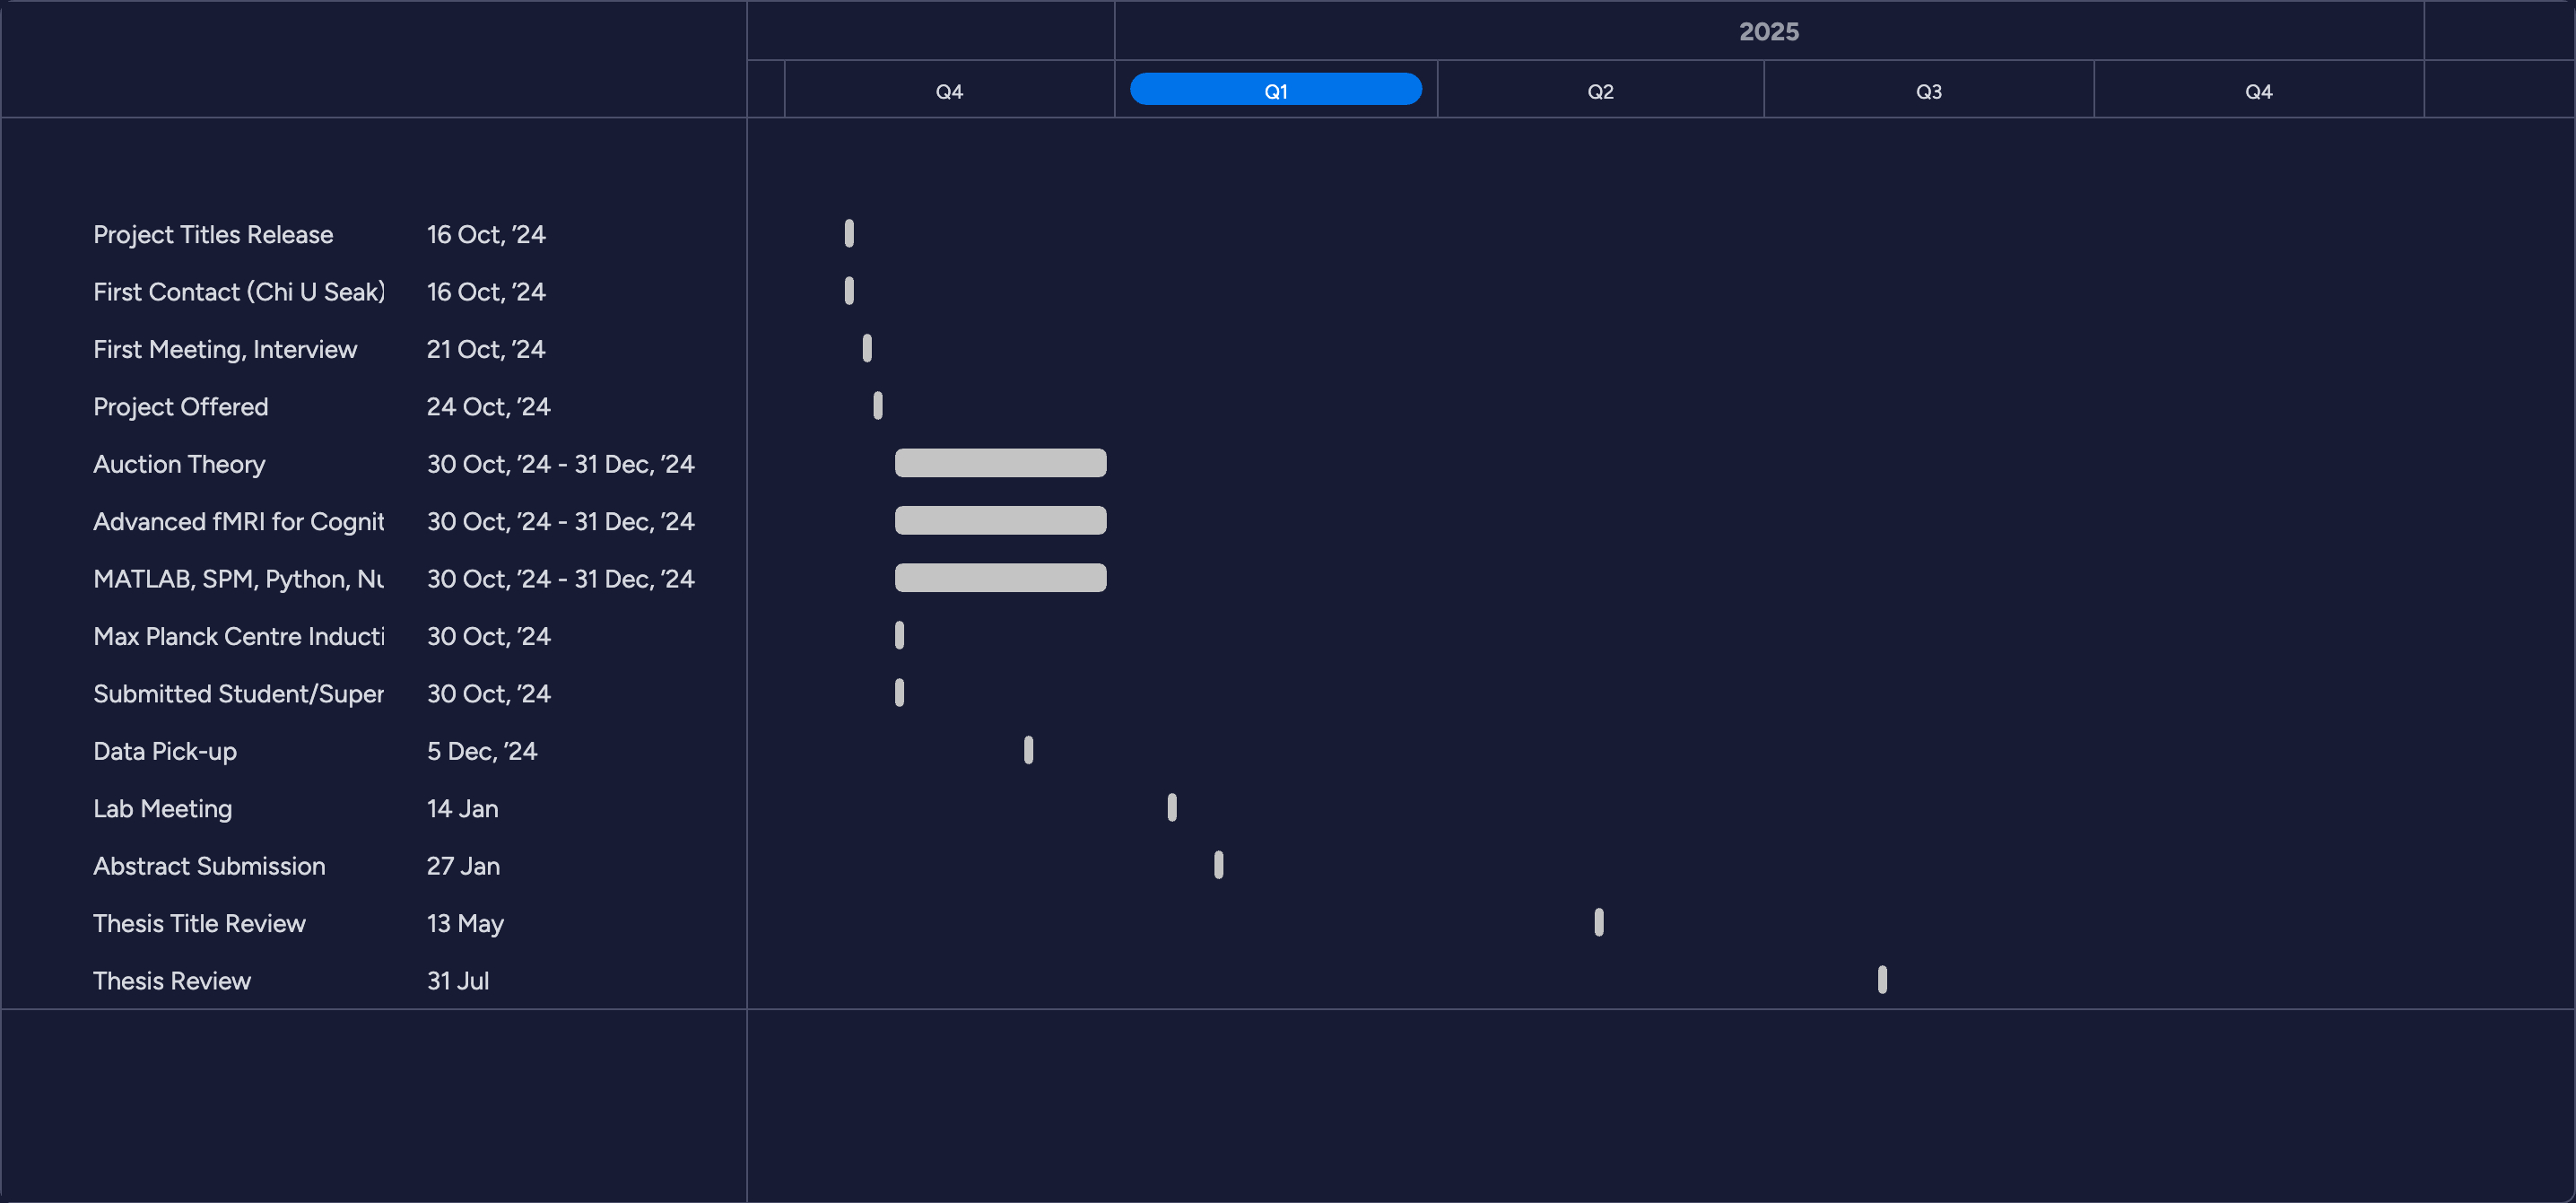 2025
Q4 Q1 Q2 Q3 Q4
Project Titles Release 16 Oct, ’24
First Contact (Chi U Seak) 16 Oct, ’24
First Meeting, Interview 21 Oct, ’24
Project Offered 24 Oct, ’24
Auction Theory 30 Oct, ’24 - 31 Dec, ’24
Advanced fMRI for Cognit 30 Oct, ’24 - 31 Dec, ’24
MATLAB, SPM, Python, Nu 30 Oct, ’24 - 31 Dec, ’24
Max Planck Centre Inducti 30 Oct, ’24
Submitted Student/Super 30 Oct, ’24
Data Pick-up 5 Dec, ’24
Lab Meeting 14 Jan
Abstract Submission 27 Jan
Thesis Title Review 13 May
Thesis Review 31 Jul